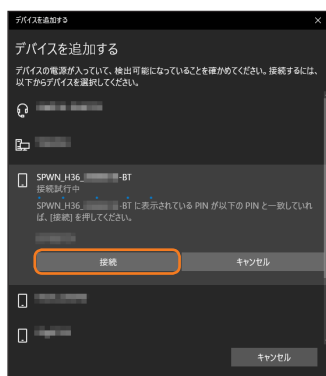 デバイスを追加する
デバイスを追加する
デバイスの電源が入っていて、検出可能になっていることを確かめてください。接続するには、
以下からデバイスを選択してください。
SPWN_H36_ -BT
接続試行中
SPWN_H36_ -BT に表示されている PIN が以下の PIN と一致していれ
ば、[接続] を押してください。
接続
キャンセル
キャンセル